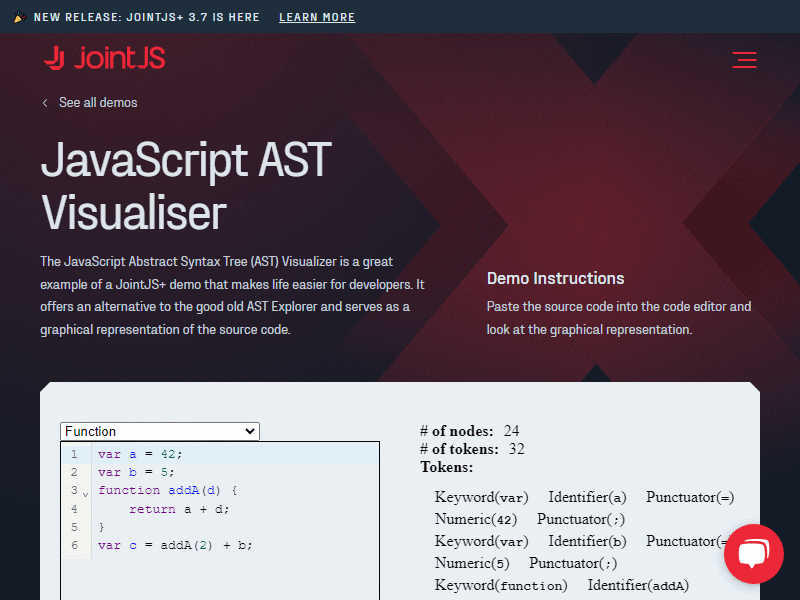 NEW RELEASE: JOINTJS+ 3.7 IS HERE LEARN MORE
JointJS
See all demos
JavaScript AST
Visualiser
The JavaScript Abstract Syntax Tree (AST) Visualizer is a great
example of a JointJS+ demo that makes life easier for developers. It
offers an alternative to the good old AST Explorer and serves as a
graphical representation of the source code.
Demo Instructions
Paste the source code into the code editor and
look at the graphical representation.
Function
1 var a = 42;
2 var b = 5;
3 function addA(d) {
4 return a + d;
5 }
6 var c = addA(2) + b;
# of nodes: 24
# of tokens: 32
Tokens:
Keyword(var) Identifier(a) Punctuator(=)
Numeric(42) Punctuator(;)
Keyword(var) Identifier(b) Punctuator(=
Numeric(5) Punctuator(;)
Keyword(function) Identifier(addA)